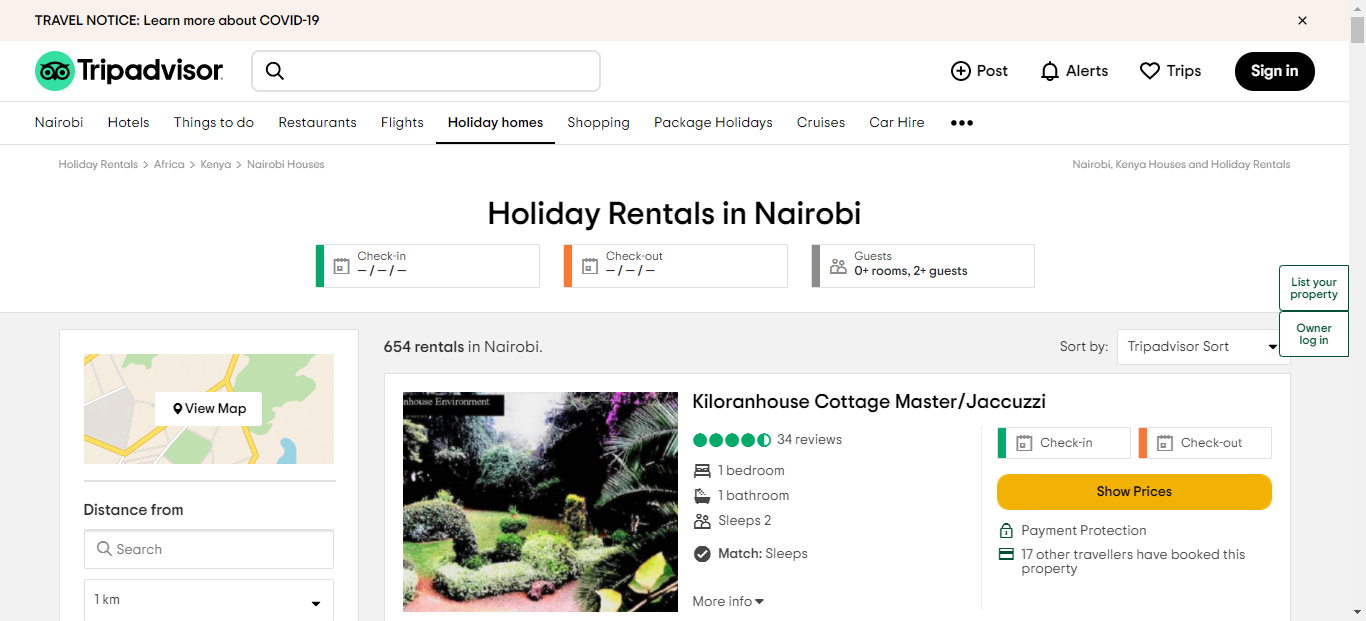 TRAVEL NOTICE: Learn more about COVID-19
Tripadvisor
Post
Alerts
Trips
Sign in
Nairobi
Hotels
Things to do
Restaurants
Flights
Holiday homes
Shopping
Package Holidays
Cruises
Car Hire
Holiday Rentals > Africa > Kenya > Nairobi Houses
Nairobi, Kenya Houses and Holiday Rentals
Holiday Rentals in Nairobi
Check-in
– / – / –
Check-out
– / – / –
Guests
0+ rooms, 2+ guests
List your
property
Owner
log in
View Map
Distance from
Search
1 km
654 rentals in Nairobi.
Sort by:
Tripadvisor Sort
nhouse Environment
Kiloranhouse Cottage Master/Jaccuzzi
34 reviews
1 bedroom
1 bathroom
Sleeps 2
Match: Sleeps
More info
Check-in
Check-out
Show Prices
Payment Protection
17 other travellers have booked this
property